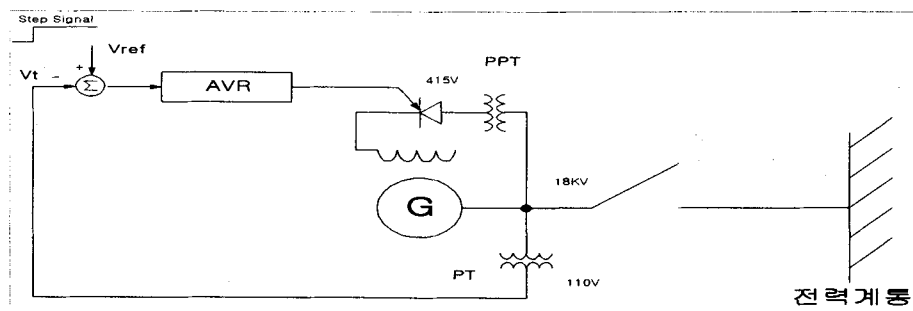 Step Signal
Vref
Vt - +
Σ
AVR
415V
PPT
G
18KV
PT
110V
전력계통